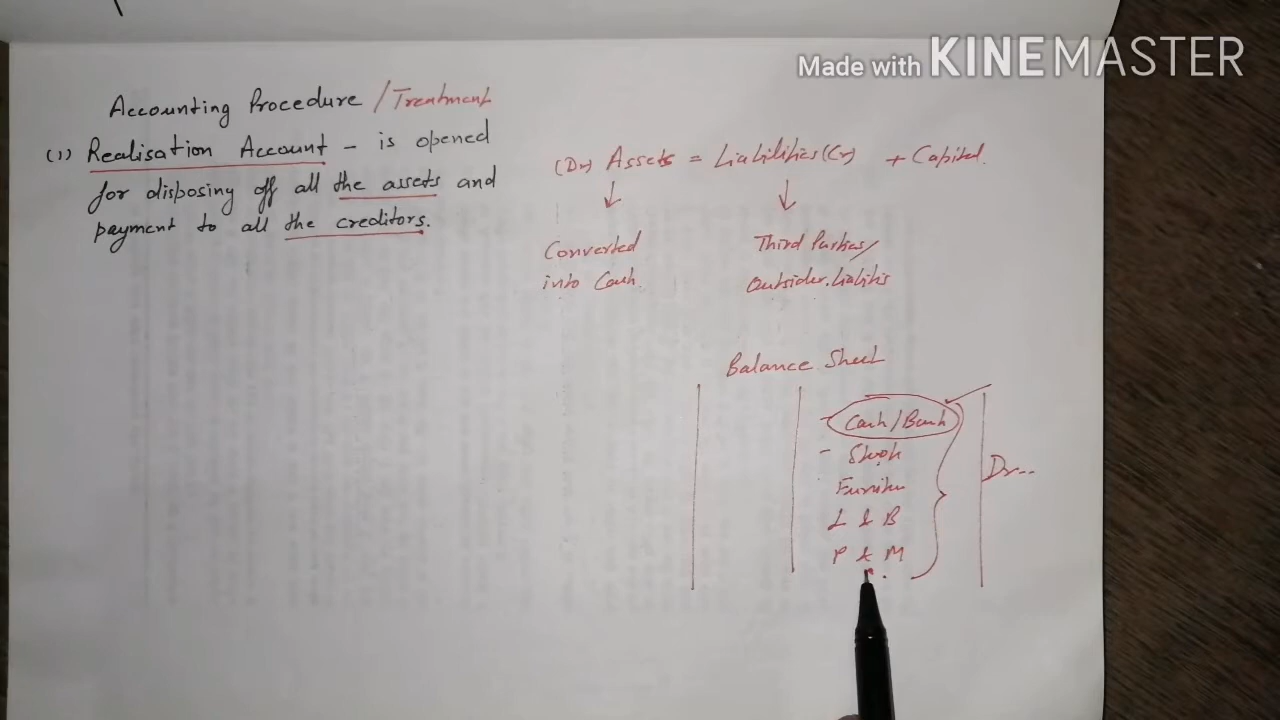 Made with KINEMASTER
Accounting Procedure / Treatment
(1) Realisation Account - is opened
for disposing off all the assets and
payment to all the creditors.
(Dr) Assets = Liabilities (Cr) + Capital.
Converted
into Cash.
Third Parties/
Outsider.lialitis
Balance Sheet
- Cash/Bank
- Stock
Furnitu
L & B
P & M
Dr...